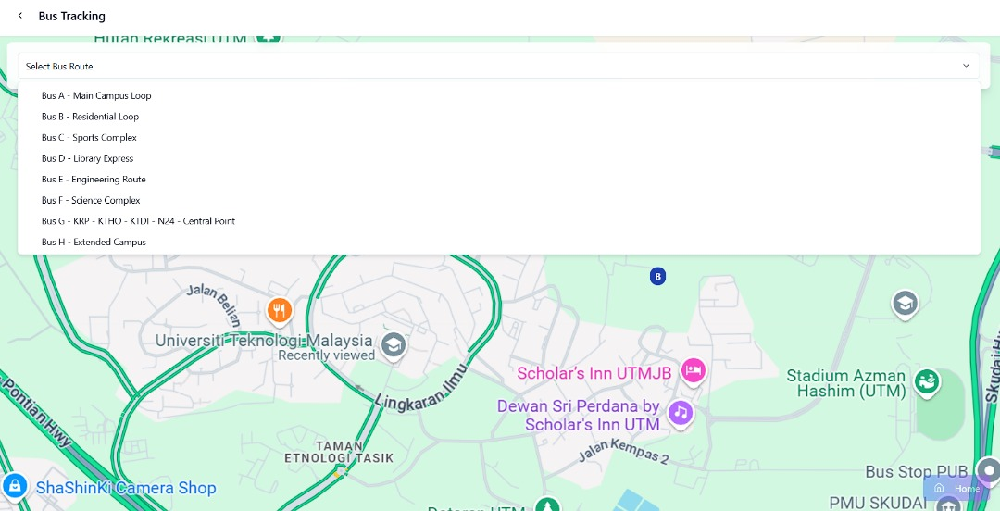 Bus Tracking
Hutan Rekreasi UTM
Select Bus Route
Bus A - Main Campus Loop
Bus B - Residential Loop
Bus C - Sports Complex
Bus D - Library Express
Bus E - Engineering Route
Bus F - Science Complex
Bus G - KRP - KTHO - KTDI - N24 - Central Point
Bus H - Extended Campus
B
Jalan Belian
Universiti Teknologi Malaysia
Recently viewed
Scholar's Inn UTMJB
Lingkaran Ilmu
Stadium Azman
Hashim (UTM)
Dewan Sri Perdana by
Scholar's Inn UTM
Pontian Hwy
Skudai Hw
Jalan Kempas 2
TAMAN
ETNOLOGI TASIK
Bus Stop PUB
ShaShinKi Camera Shop
Home
PMU SKUDAI
Dataran UTM